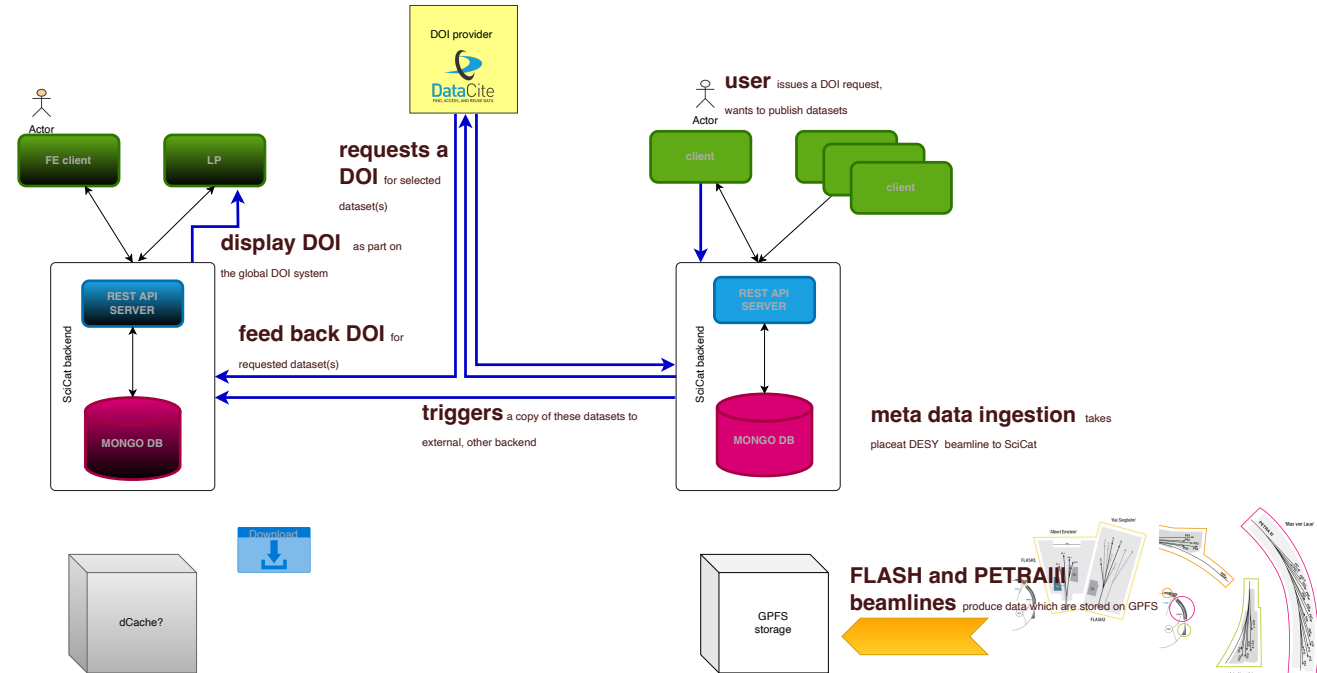 DOI provider
DataCite
FIND, ACCESS, AND REUSE DATA
Actor
FE client
LP
requests a
DOI for selected
dataset(s)
user issues a DOI request,
wants to publish datasets
Actor
client
client
display DOI as part on
the global DOI system
SciCat backend
REST API
SERVER
MONGO DB
feed back DOI for
requested dataset(s)
triggers a copy of these datasets to
external, other backend
SciCat backend
REST API
SERVER
MONGO DB
meta data ingestion takes
placeat DESY beamline to SciCat
Download
dCache?
GPFS
storage
FLASH and PETRAIII
beamlines produce data which are stored on GPFS
'Albert Einstein'
'Kai Siegbahn'
FLASH1
FLASH2
PETRA III
'Max von Laue'